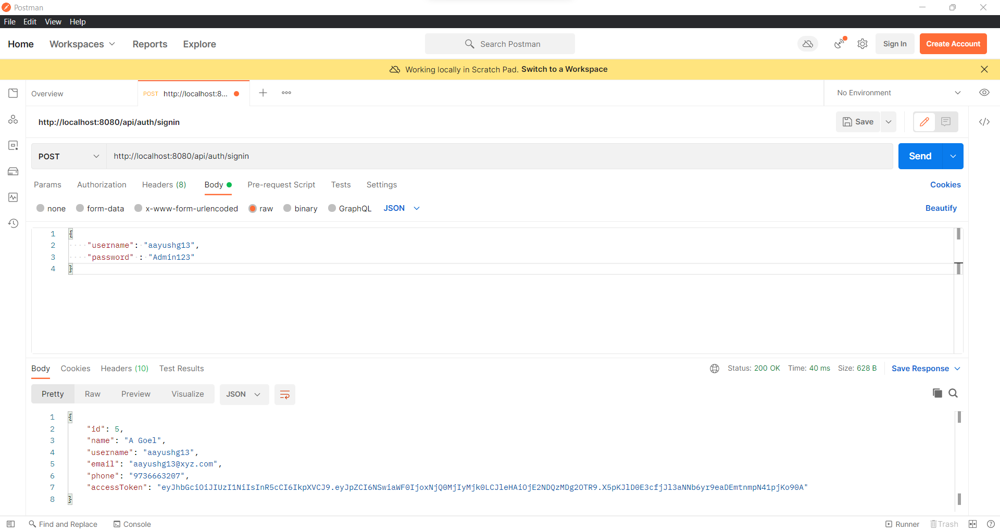 Postman
File Edit View Help
Home Workspaces Reports Explore Search Postman Sign In Create Account
Working locally in Scratch Pad. Switch to a Workspace
Overview POST http://localhost:8... No Environment
http://localhost:8080/api/auth/signin Save
POST http://localhost:8080/api/auth/signin Send
Params Authorization Headers (8) Body Pre-request Script Tests Settings Cookies
none form-data x-www-form-urlencoded raw binary GraphQL JSON Beautify
1 {
2 "username": "aayushg13",
3 "password" : "Admin123"
4 }
Body Cookies Headers (10) Test Results Status: 200 OK Time: 40 ms Size: 628 B Save Response
Pretty Raw Preview Visualize JSON
1 {
2 "id": 5,
3 "name": "A Goel",
4 "username": "aayushg13",
5 "email": "aayushg13@xyz.com",
6 "phone": "9736663207",
7 "accessToken": "eyJhbGciOiJIUzI1NiIsInR5cCI6IkpXVCJ9.eyJpZCI6NSwiaWF0IjoxNjQ0MjIyMjk0LCJleHAiOjE2NDQzMDg2OTR9.X5pKJlD0E3cfjJl3aNNb6yr9eaDEmtnmpN41pjKo90A"
8 }
Find and Replace Console Runner Trash